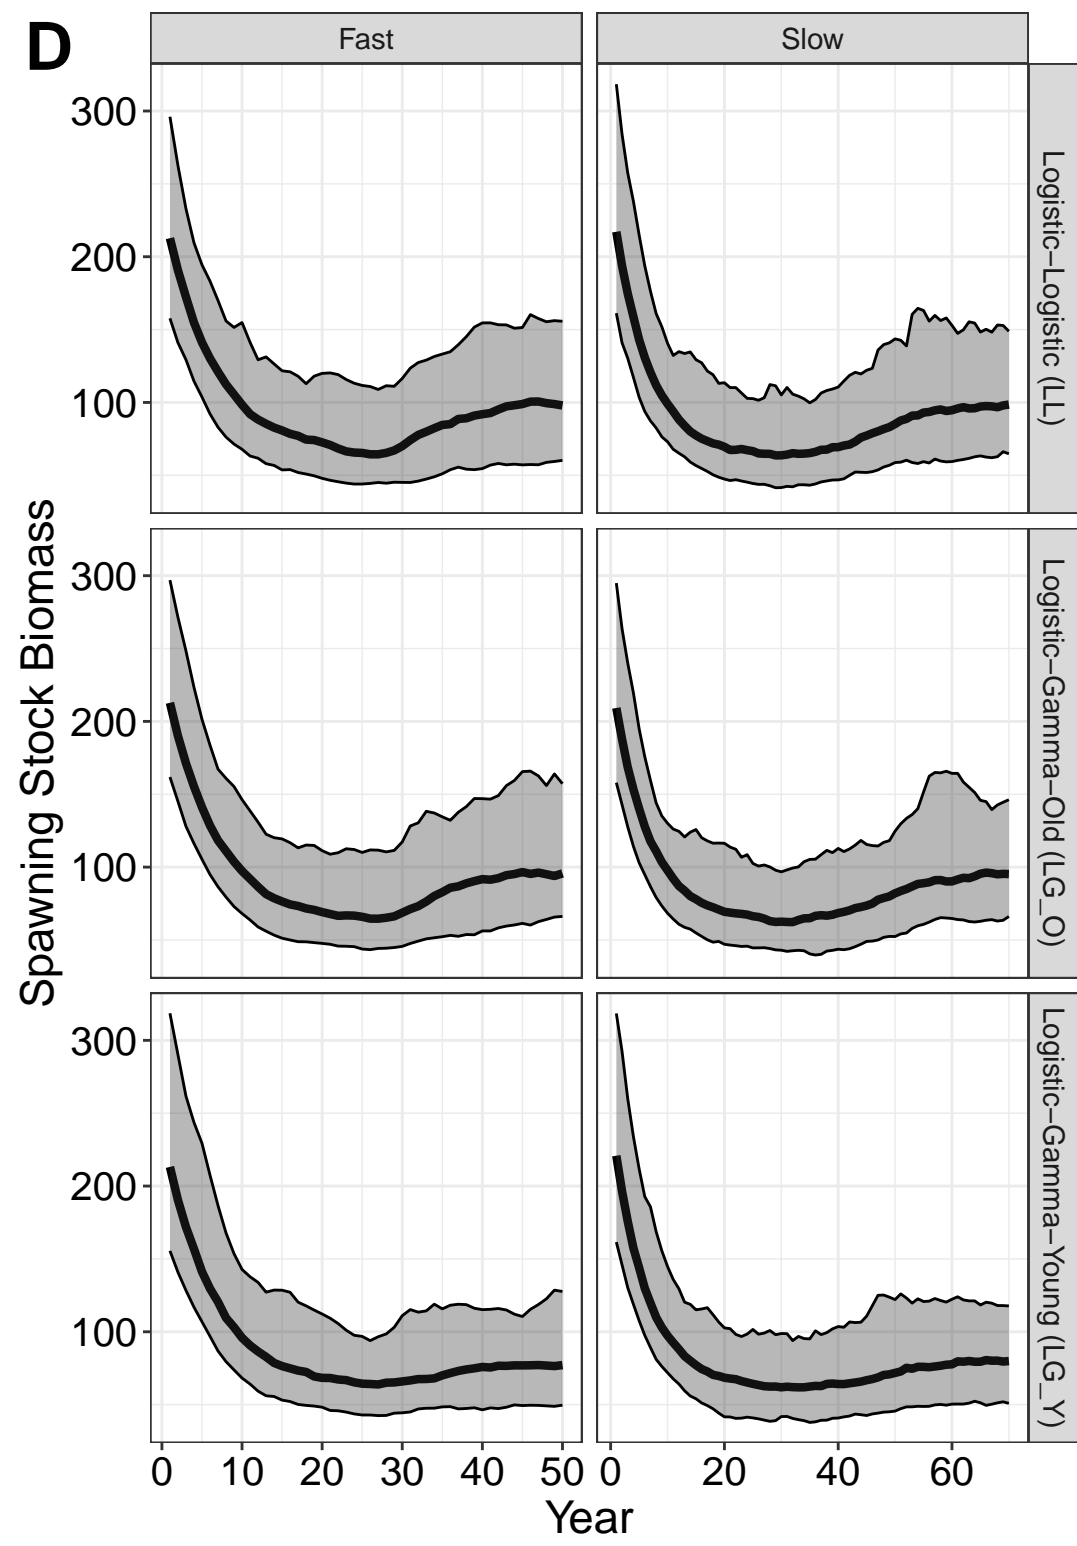 D
Fast
Slow
300
200
100
Logistic−Logistic (LL)
Spawning Stock Biomass
300
200
100
Logistic−Gamma−Old (LG_O)
300
200
100
Logistic−Gamma−Young (LG_Y)
0 10 20 30 40 50 0 20 40 60
Year